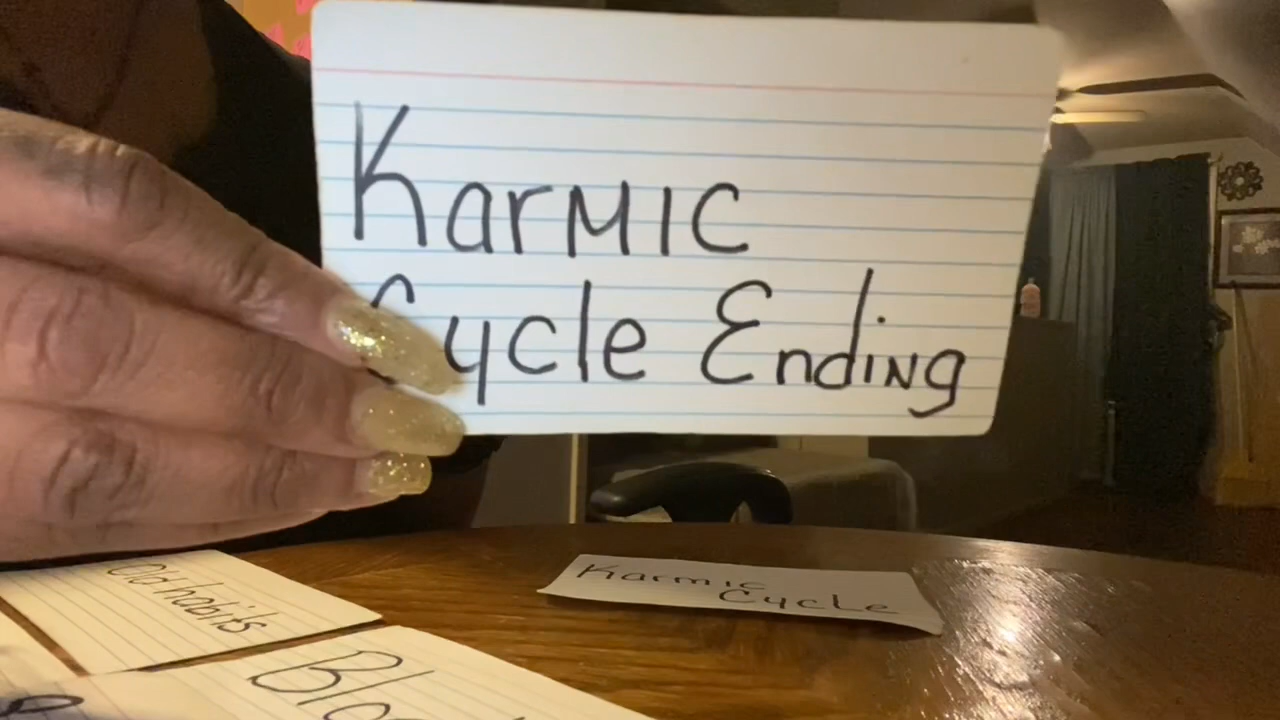 Karmic
Cycle Ending
Karmic
Cycle
Old habits